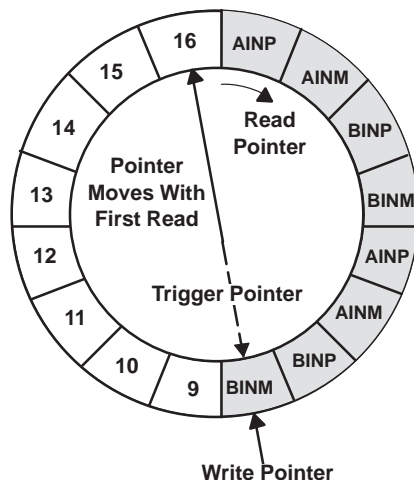 16
AINP
15
AINM
14
Read
Pointer
BINP
Pointer
Moves With
First Read
13
BINM
12
AINP
Trigger Pointer
11
AINM
10
BINP
9
BINM
Write Pointer